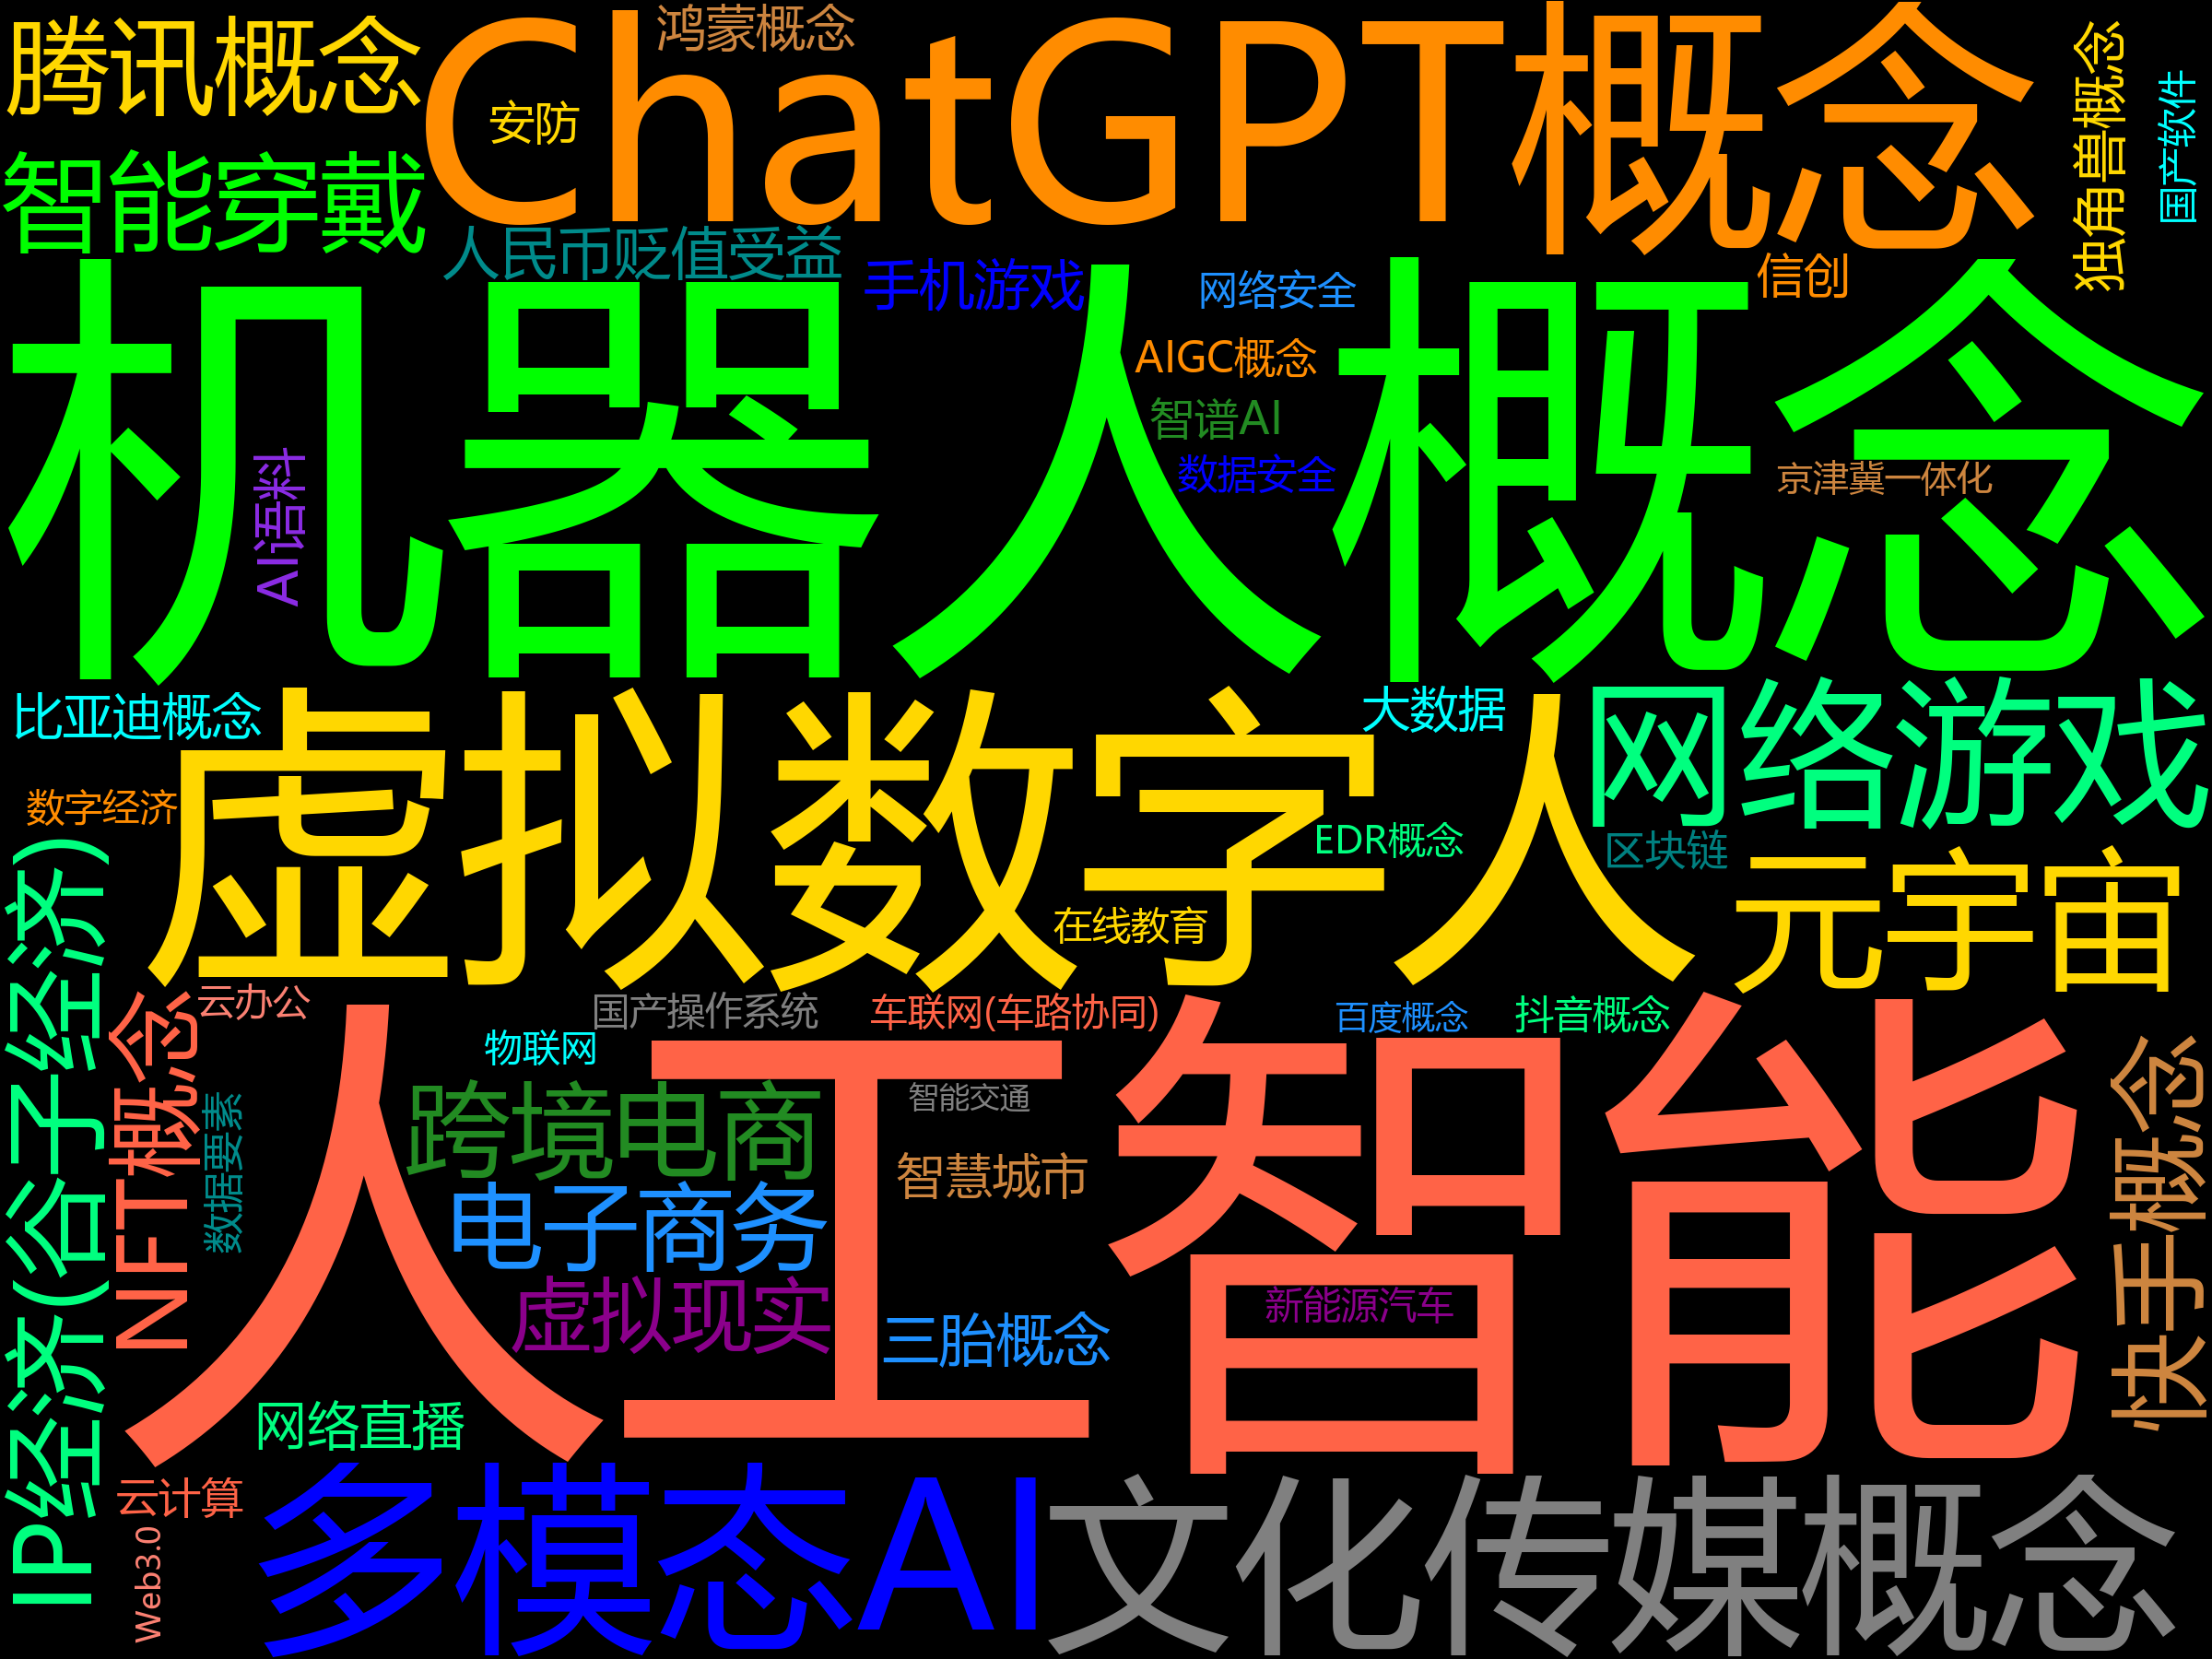 腾讯概念
ChatGPT概念
鸿蒙概念
安防
独角兽概念
国产软件
智能穿戴
人民币贬值受益
手机游戏
网络安全
信创
AIGC概念
智谱AI
数据安全
机器人概念
AI语料
京津冀一体化
比亚迪概念
大数据
网络游戏
虚拟数字人
数字经济
EDR概念
区块链
在线教育
元宇宙
IP经济(谷子经济)
NFT概念
云办公
国产操作系统
车联网(车路协同)
百度概念
抖音概念
物联网
数据要素
跨境电商
智能交通
智慧城市
人工智能
快手概念
电子商务
虚拟现实
三胎概念
新能源汽车
网络直播
云计算
Web3.0
多模态AI
文化传媒概念